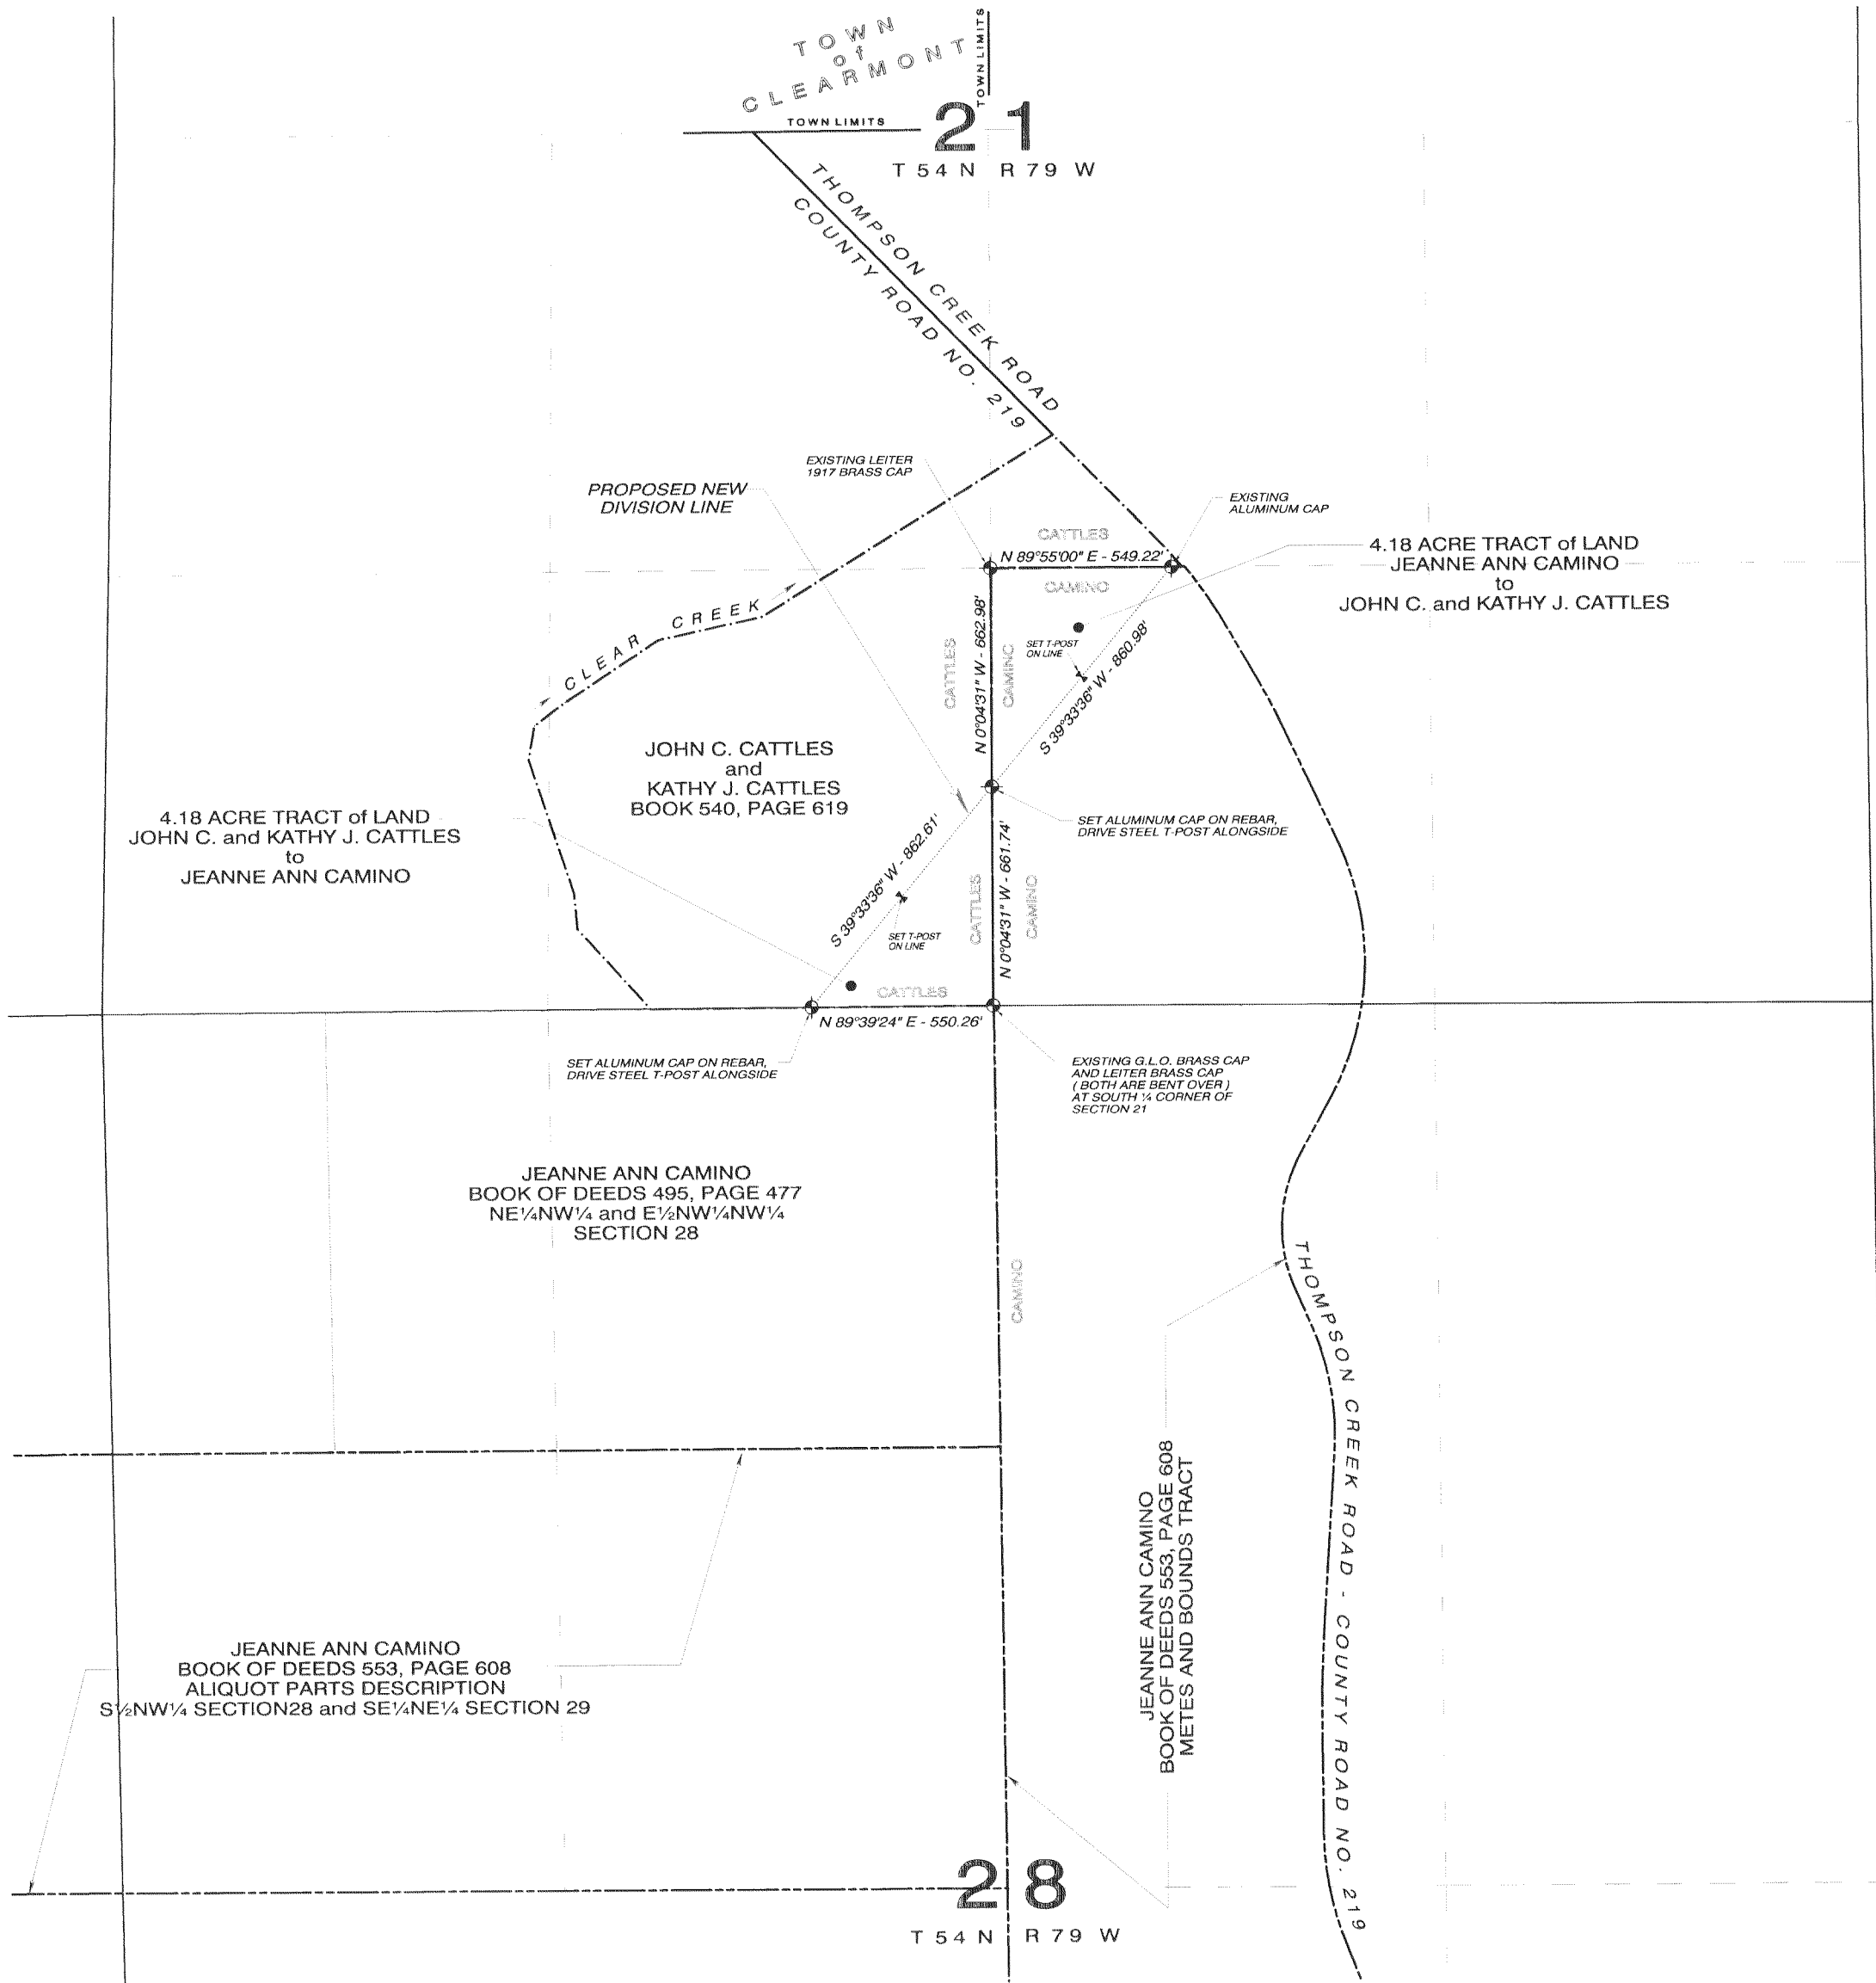 TOWN
of
CLEARMONT
TOWN LIMITS
TOWN LIMITS
21
T 54 N R 79 W
THOMPSON CREEK ROAD
COUNTY ROAD NO. 219
EXISTING LEITER
1917 BRASS CAP
PROPOSED NEW
DIVISION LINE
EXISTING
ALUMINUM CAP
CATTLES
N 89°55'00" E - 549.22'
CAMINO
4.18 ACRE TRACT of LAND
JEANNE ANN CAMINO
to
JOHN C. and KATHY J. CATTLES
CLEAR CREEK
CATTLES
N 0°04'31" W - 662.98'
CAMINO
SET T-POST
ON LINE
S 39°33'36" W - 860.98'
JOHN C. CATTLES
and
KATHY J. CATTLES
BOOK 540, PAGE 619
4.18 ACRE TRACT of LAND
JOHN C. and KATHY J. CATTLES
to
JEANNE ANN CAMINO
SET ALUMINUM CAP ON REBAR,
DRIVE STEEL T-POST ALONGSIDE
S 39°33'36" W - 862.61'
SET T-POST
ON LINE
CATTLES
N 0°04'31" W - 661.74'
CAMINO
CATTLES
N 89°39'24" E - 550.26'
SET ALUMINUM CAP ON REBAR,
DRIVE STEEL T-POST ALONGSIDE
EXISTING G.L.O. BRASS CAP
AND LEITER BRASS CAP
( BOTH ARE BENT OVER )
AT SOUTH ¼ CORNER OF
SECTION 21
JEANNE ANN CAMINO
BOOK OF DEEDS 495, PAGE 477
NE¼NW¼ and E½NW¼NW¼
SECTION 28
CAMINO
THOMPSON CREEK ROAD - COUNTY ROAD NO. 219
JEANNE ANN CAMINO
BOOK OF DEEDS 553, PAGE 608
METES AND BOUNDS TRACT
JEANNE ANN CAMINO
BOOK OF DEEDS 553, PAGE 608
ALIQUOT PARTS DESCRIPTION
S½NW¼ SECTION28 and SE¼NE¼ SECTION 29
28
T 54 N R 79 W